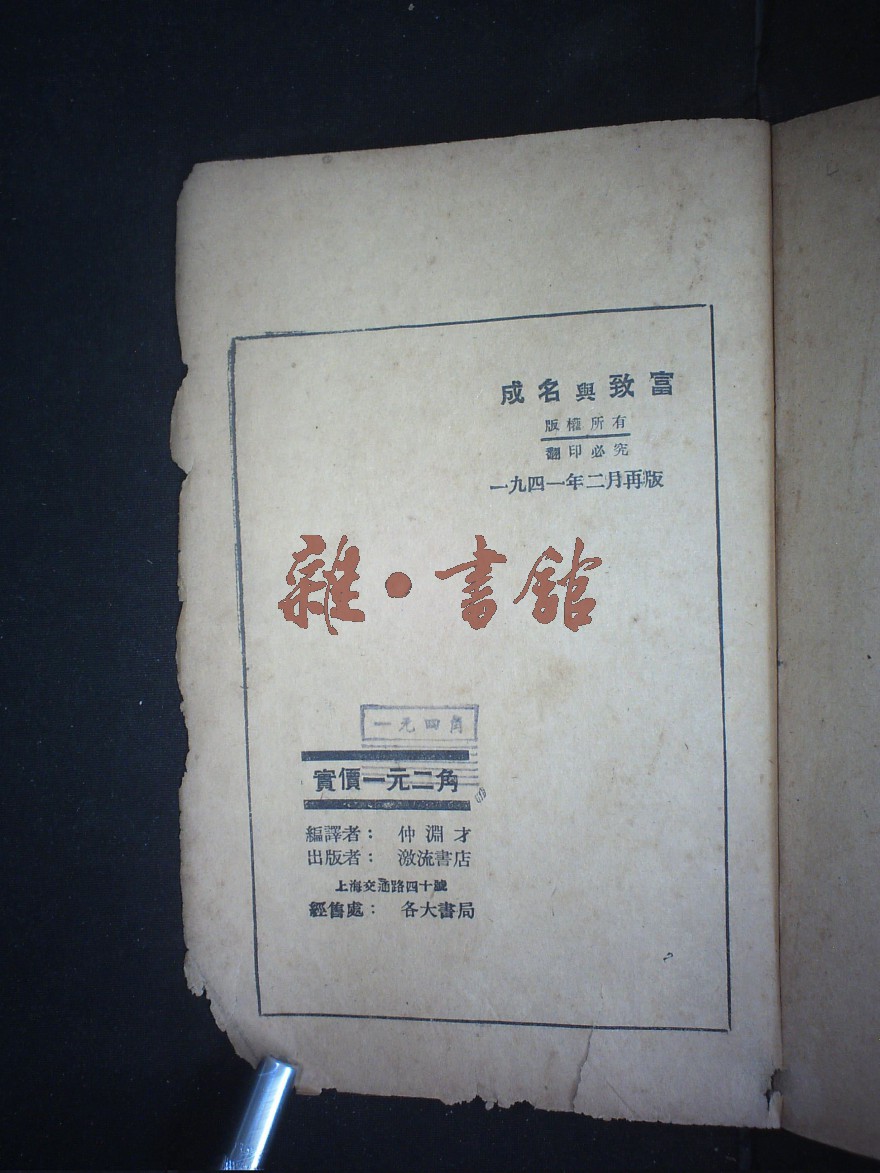 成名與致富
版權所有
翻印必究
一九四一年二月再版
雜·書館
一元四角
實價一元二角
編譯者： 仲淵才
出版者： 激流書店
上海交通路四十號
經售處： 各大書局